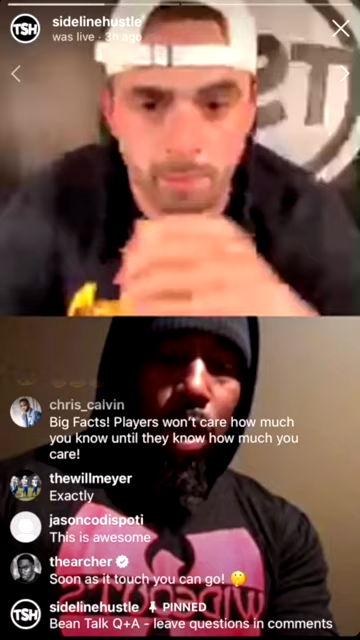 TSH
sidelinehustle
was live · 3h ago
chris_calvin
Big Facts! Players won't care how much
you know until they know how much you
care!
thewillmeyer
Exactly
jasoncodispoti
This is awesome
thearcher
Soon as it touch you can go! 🤫
TSH
sidelinehustle PINNED
Bean Talk Q+A - leave questions in comments